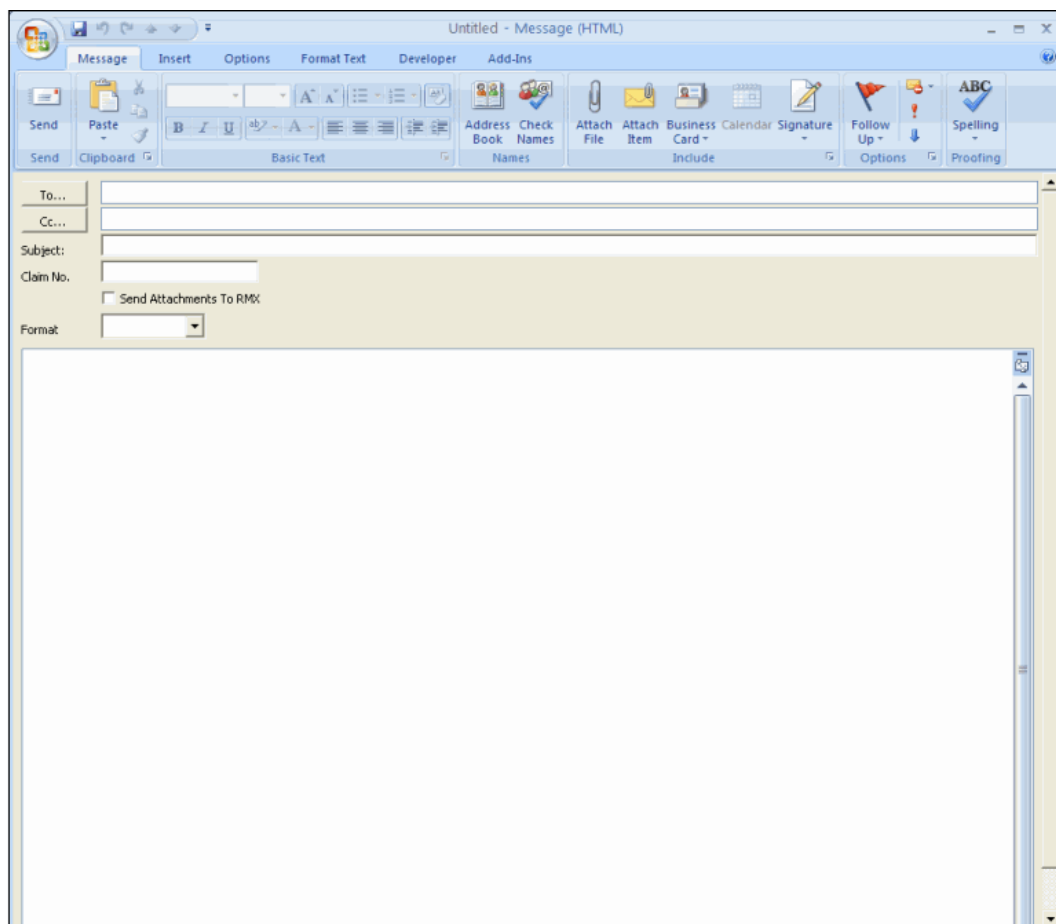 Untitled - Message (HTML)
Message Insert Options Format Text Developer Add-Ins
ABC
Send Paste Address Book Check Names Attach File Attach Item Business Card Calendar Signature Follow Up Spelling
B I U ab A
Send Clipboard Basic Text Names Include Options Proofing
To...
Cc...
Subject:
Claim No.
Send Attachments To RMX
Format